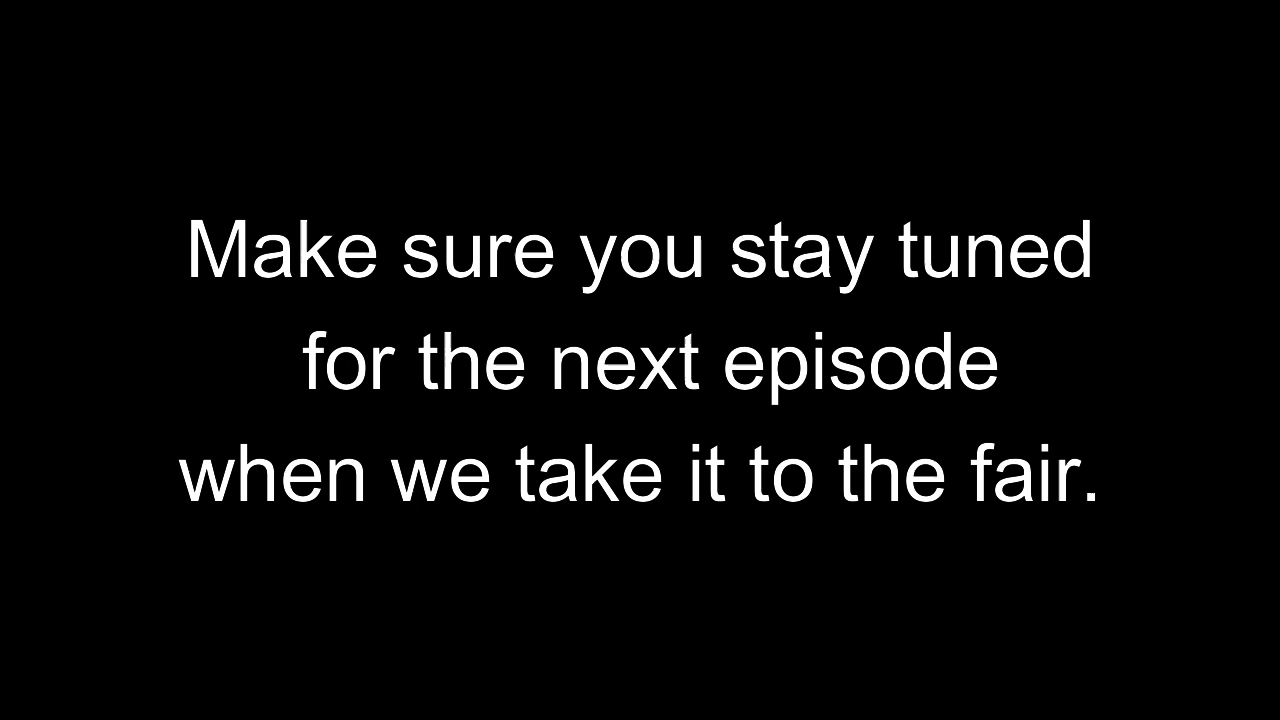 Make sure you stay tuned
for the next episode
when we take it to the fair.